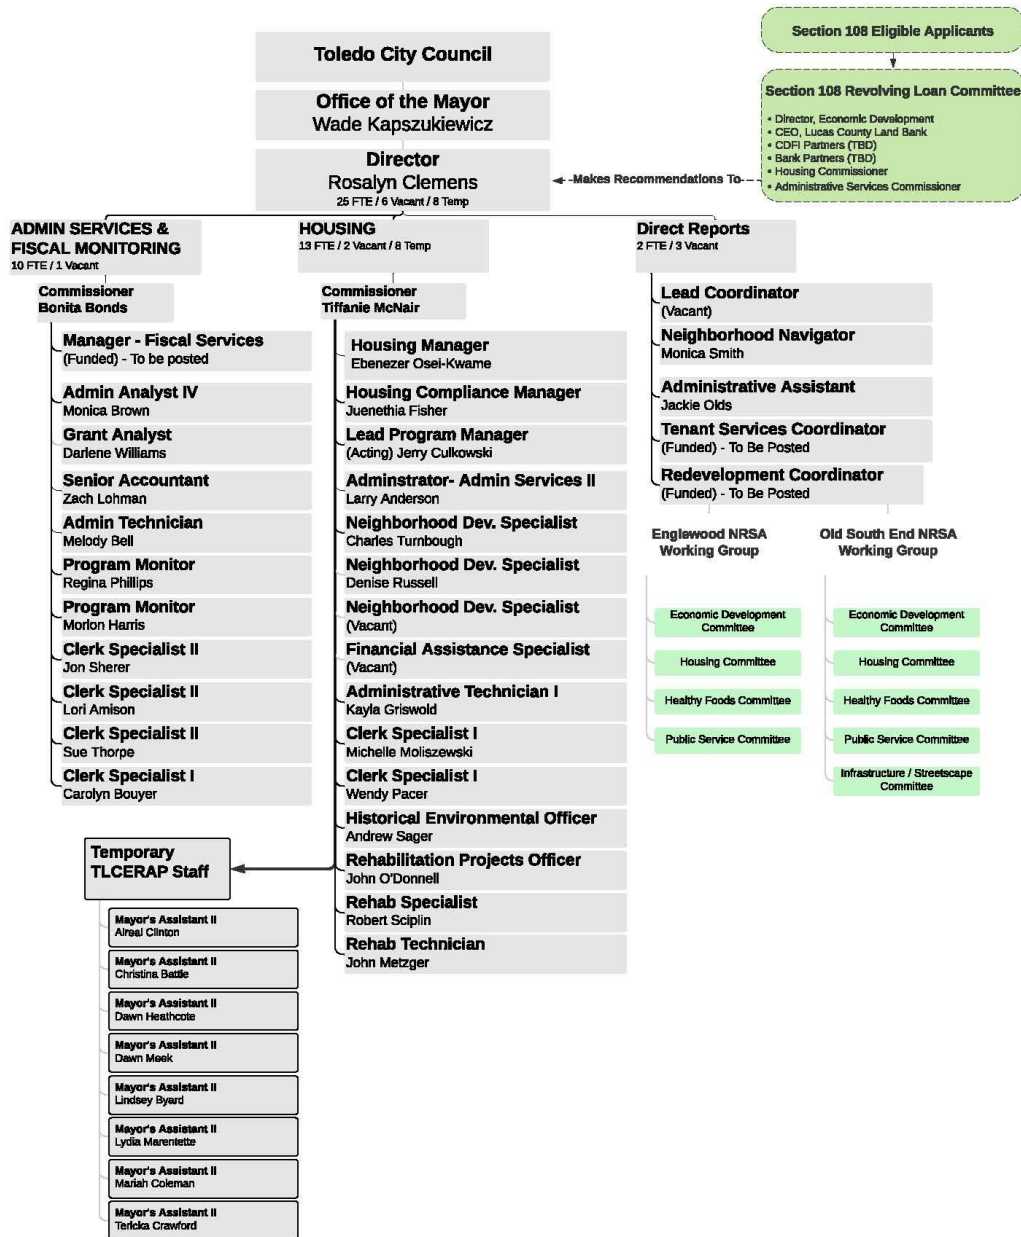 Section 108 Eligible Applicants
Toledo City Council
Office of the Mayor
Wade Kapszukiewicz
Director
Rosalyn Clemens
25 FTE / 6 Vacant / 8 Temp
Makes Recommendations To
Section 108 Revolving Loan Committee
• Director, Economic Development
• CEO, Lucas County Land Bank
• CDFI Partners (TBD)
• Bank Partners (TBD)
• Housing Commissioner
• Administrative Services Commissioner
ADMIN SERVICES &
FISCAL MONITORING
10 FTE / 1 Vacant
Commissioner
Bonita Bonds
Manager - Fiscal Services
(Funded) - To be posted
Admin Analyst IV
Monica Brown
Grant Analyst
Darlene Williams
Senior Accountant
Zach Lohman
Admin Technician
Melody Bell
Program Monitor
Regina Phillips
Program Monitor
Morlon Harris
Clerk Specialist II
Jon Sherer
Clerk Specialist II
Lori Amison
Clerk Specialist II
Sue Thorpe
Clerk Specialist I
Carolyn Bouyer
HOUSING
13 FTE / 2 Vacant / 8 Temp
Commissioner
Tiffanie McNair
Housing Manager
Ebenezer Osei-Kwame
Housing Compliance Manager
Juenethia Fisher
Lead Program Manager
(Acting) Jerry Culkowski
Adminstrator- Admin Services II
Larry Anderson
Neighborhood Dev. Specialist
Charles Turnbough
Neighborhood Dev. Specialist
Denise Russell
Neighborhood Dev. Specialist
(Vacant)
Financial Assistance Specialist
(Vacant)
Administrative Technician I
Kayla Griswold
Clerk Specialist I
Michelle Moliszewski
Clerk Specialist I
Wendy Pacer
Historical Environmental Officer
Andrew Sager
Rehabilitation Projects Officer
John O'Donnell
Rehab Specialist
Robert Sciplin
Rehab Technician
John Metzger
Temporary
TLCERAP Staff
Mayor's Assistant II
Aireal Clinton
Mayor's Assistant II
Christina Battle
Mayor's Assistant II
Dawn Heathcote
Mayor's Assistant II
Dawn Meek
Mayor's Assistant II
Lindsey Byard
Mayor's Assistant II
Lydia Marentette
Mayor's Assistant II
Mariah Coleman
Mayor's Assistant II
Tericka Crawford
Direct Reports
2 FTE / 3 Vacant
Lead Coordinator
(Vacant)
Neighborhood Navigator
Monica Smith
Administrative Assistant
Jackie Olds
Tenant Services Coordinator
(Funded) - To Be Posted
Redevelopment Coordinator
(Funded) - To Be Posted
Englewood NRSA
Working Group
Economic Development
Committee
Housing Committee
Healthy Foods Committee
Public Service Committee
Old South End NRSA
Working Group
Economic Development
Committee
Housing Committee
Healthy Foods Committee
Public Service Committee
Infrastructure / Streetscape
Committee